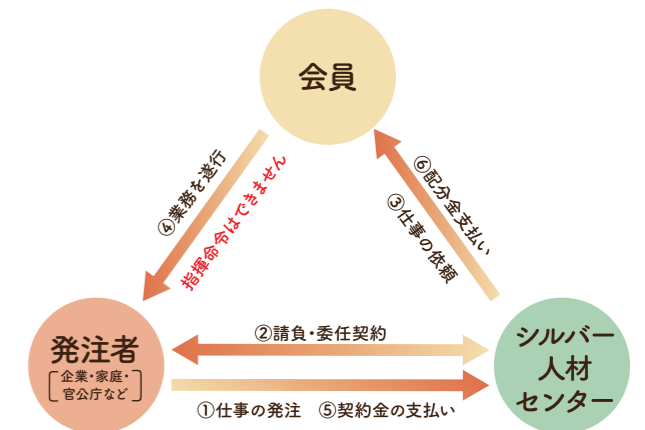 会員
④業務を遂行
指揮命令はできません
⑥配分金支払い
③仕事の依頼
発注者
企業・家庭・
官公庁など
②請負・委任契約
①仕事の発注 ⑤契約金の支払い
シルバー
人材
センター